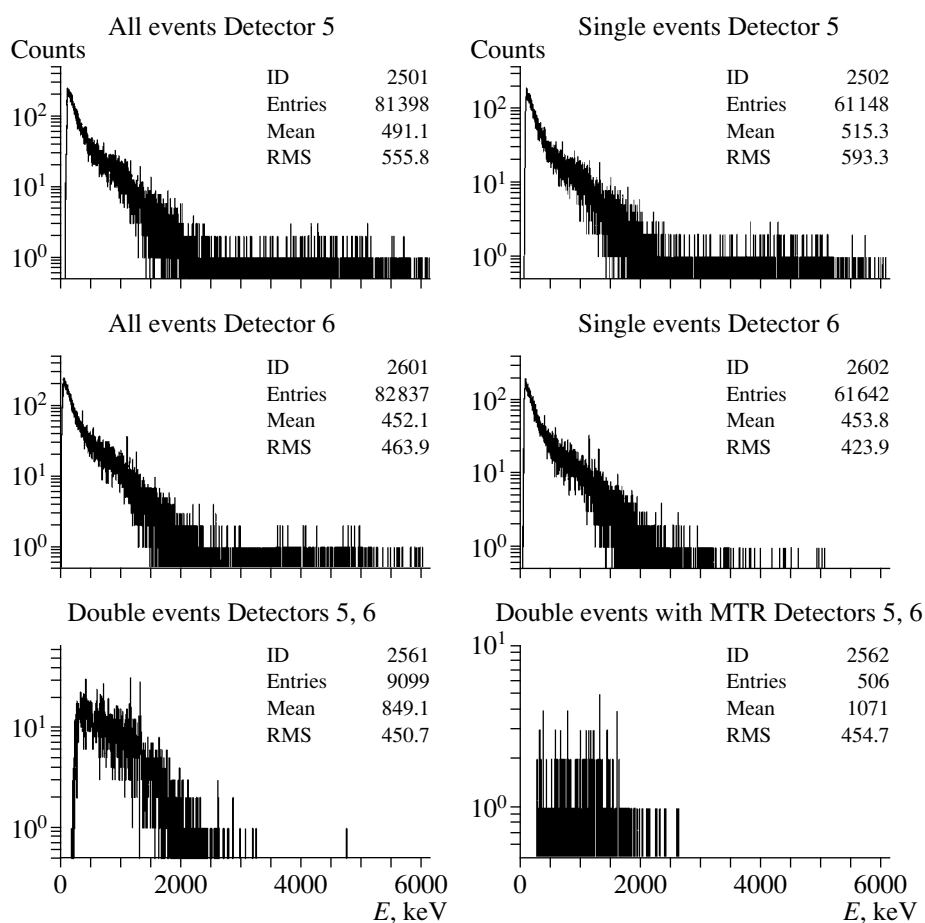 All events Detector 5
Counts
10²
10¹
10⁰
ID 2501
Entries 81398
Mean 491.1
RMS 555.8
Single events Detector 5
10²
10¹
10⁰
ID 2502
Entries 61148
Mean 515.3
RMS 593.3
0 2000 4000 6000
All events Detector 6
10²
10¹
10⁰
ID 2601
Entries 82837
Mean 452.1
RMS 463.9
Single events Detector 6
10²
10¹
10⁰
ID 2602
Entries 61642
Mean 453.8
RMS 423.9
Double events Detectors 5, 6
10¹
10⁰
ID 2561
Entries 9099
Mean 849.1
RMS 450.7
0 2000 4000 6000
E, keV
Double events with MTR Detectors 5, 6
10¹
10⁰
ID 2562
Entries 506
Mean 1071
RMS 454.7
0 2000 4000 6000
E, keV